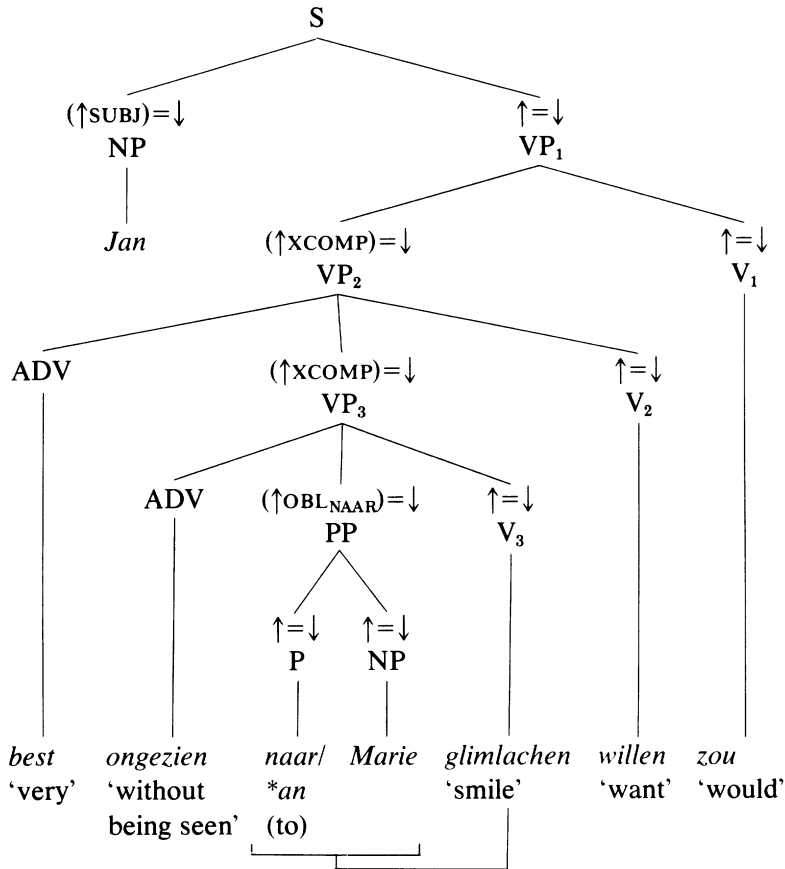 S
(↑SUBJ)=↓ ↑=↓
NP VP₁
Jan (↑XCOMP)=↓ ↑=↓
VP₂ V₁
ADV (↑XCOMP)=↓ ↑=↓
VP₃ V₂
ADV (↑OBL_NAAR)=↓ ↑=↓
PP V₃
↑=↓ ↑=↓
P NP
best ongezien naar/ Marie glimlachen willen zou
‘very’ ‘without *an ‘smile’ ‘want’ ‘would’
being seen’ (to)